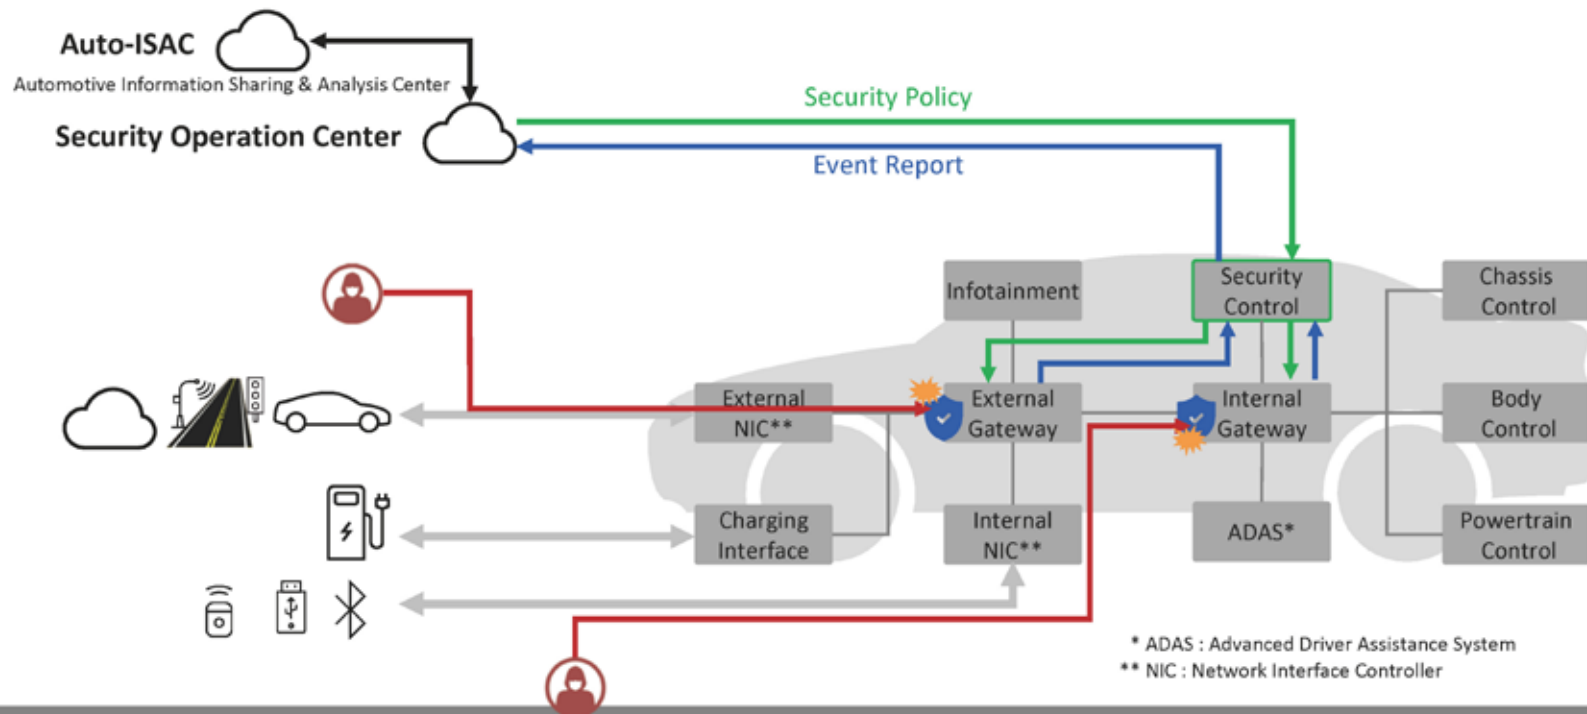 Auto-ISAC
Automotive Information Sharing & Analysis Center
Security Operation Center
Security Policy
Event Report
Infotainment
Security
Control
Chassis
Control
External
NIC**
External
Gateway
Internal
Gateway
Body
Control
Charging
Interface
Internal
NIC**
ADAS*
Powertrain
Control
* ADAS : Advanced Driver Assistance System
** NIC : Network Interface Controller